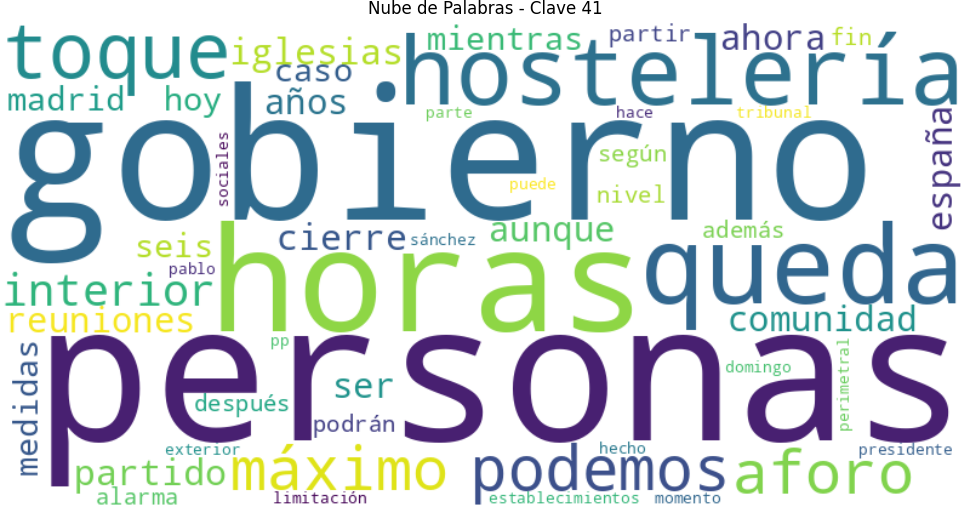 Nube de Palabras - Clave 41
toque
iglesias
mientras
partir
ahora
fin
caso
hostelería
madrid
hoy
años
parte
hace
tribunal
gobierno
sociales
según
españa
puede
nivel
seis
cierre
sánchez
aunque
además
queda
pablo
horas
interior
reuniones
comunidad
personas
pp
medidas
ser
domingo
perimetral
después
podrán
exterior
hecho
presidente
partido
máximo
podemos
aforo
alarma
limitación
establecimientos
momento